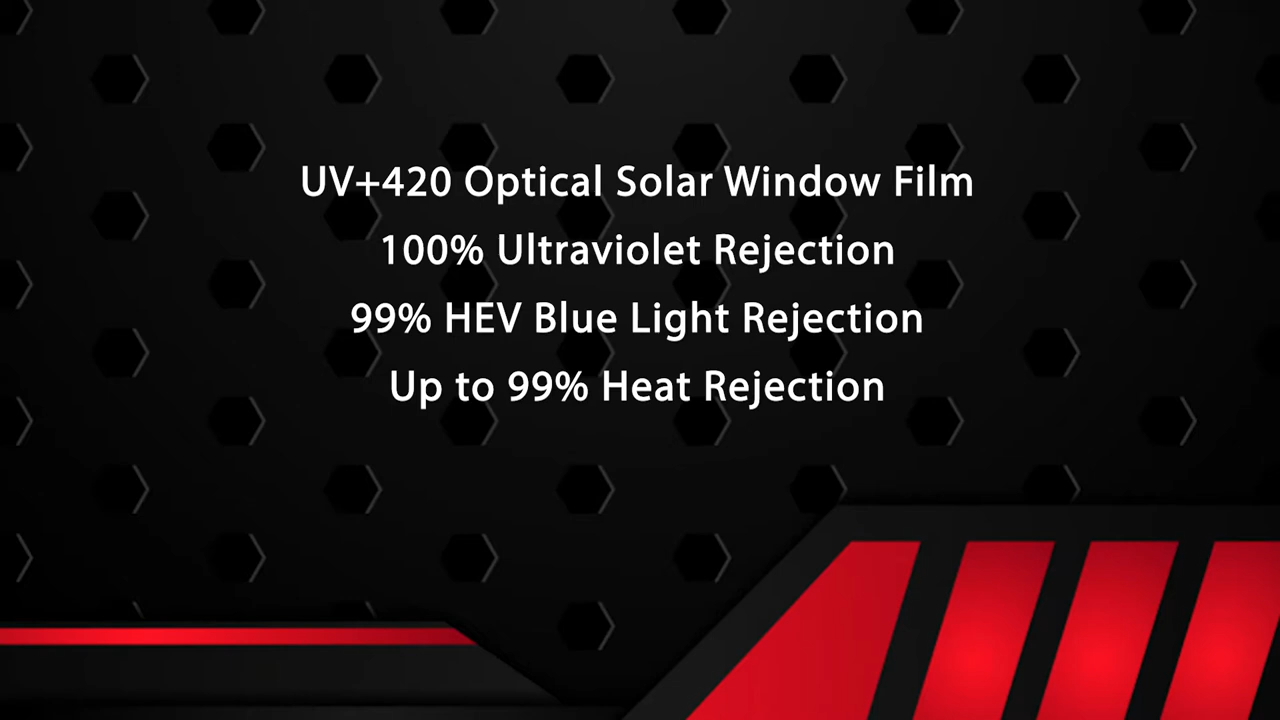 UV+420 Optical Solar Window Film
100% Ultraviolet Rejection
99% HEV Blue Light Rejection
Up to 99% Heat Rejection